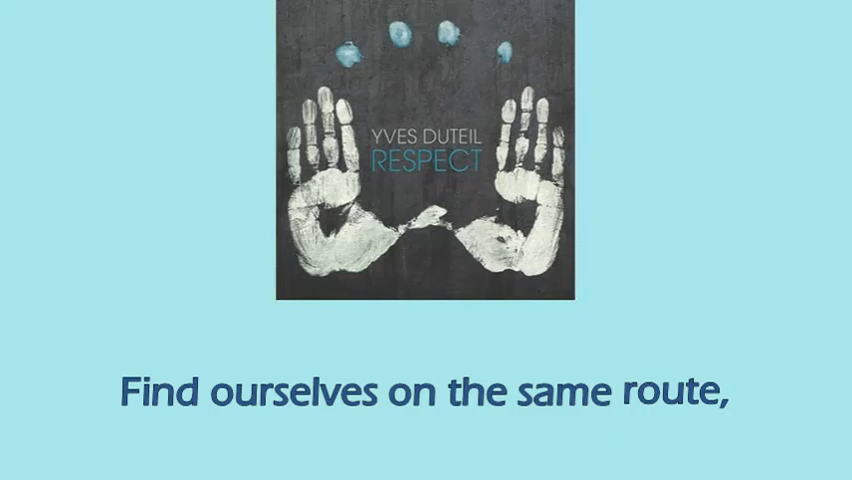 YVES DUTEIL
RESPECT
Find ourselves on the same route,